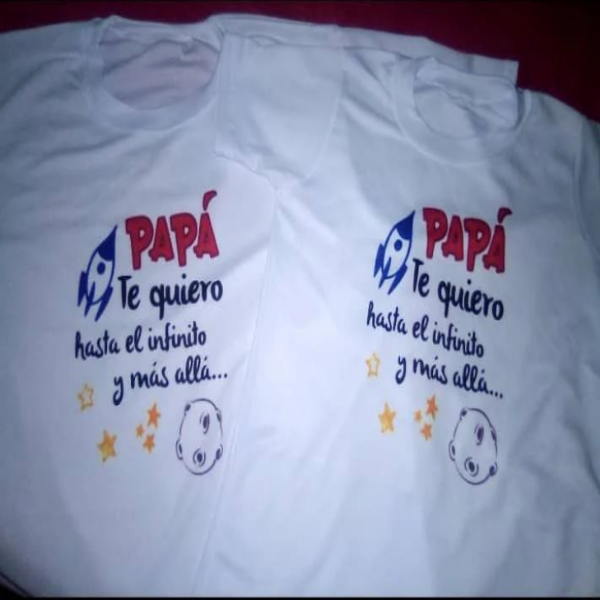 PAPÁ
Te quiero
hasta el infinito
y más allá...
PAPÁ
Te quiero
hasta el infinito
y más allá...